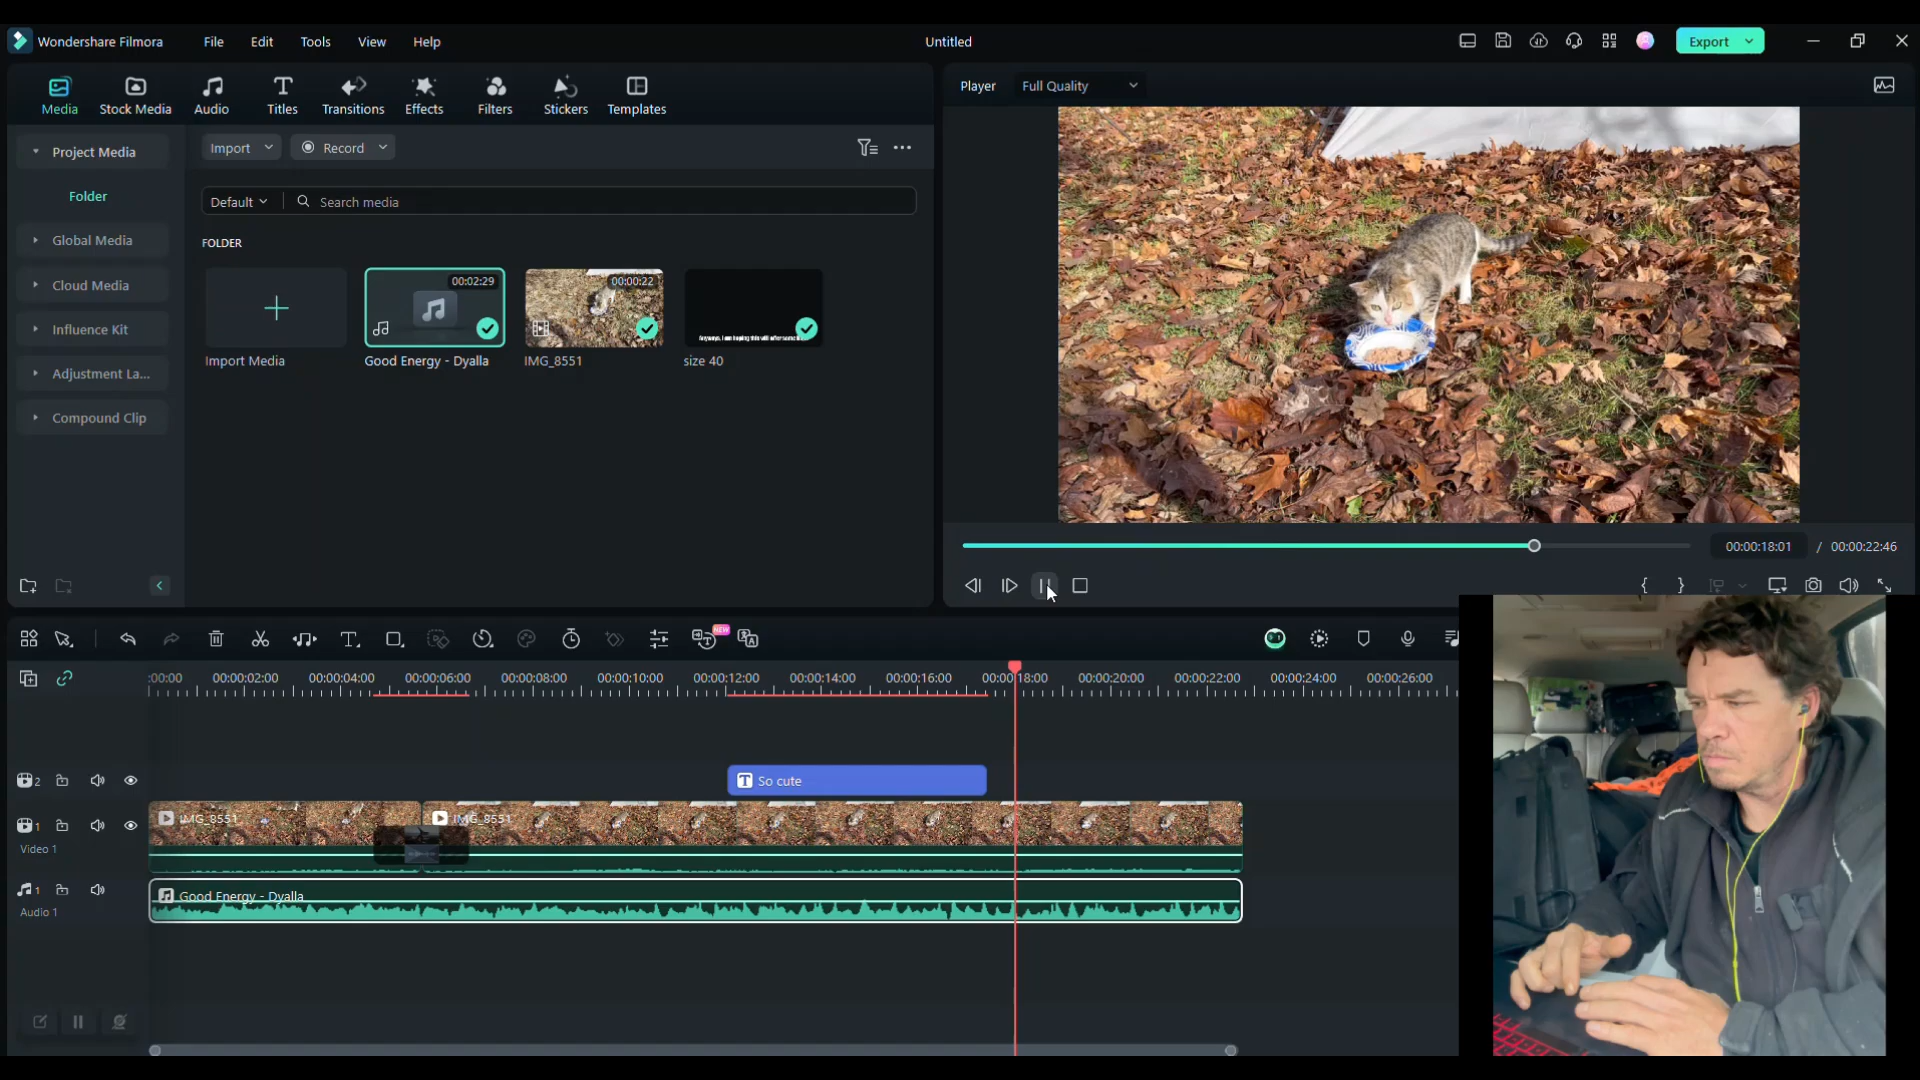 Wondershare Filmora
File
Edit
Tools
View
Help
Untitled
Export
Media
Stock Media
Audio
Titles
Transitions
Effects
Filters
Stickers
Templates
Player
Full Quality
Project Media
Folder
Global Media
Cloud Media
Influence Kit
Adjustment La...
Compound Clip
Import
Record
Default
Search media
FOLDER
Import Media
00:02:29
Good Energy - Dyalla
00:00:22
IMG_8551
size 40
00:00:18:01 / 00:00:22:46
NEW
:00:00
00:00:02:00
00:00:04:00
00:00:06:00
00:00:08:00
00:00:10:00
00:00:12:00
00:00:14:00
00:00:16:00
00:00:18:00
00:00:20:00
00:00:22:00
00:00:24:00
00:00:26:00
2
So cute
1
Video 1
IMG_8551
IMG_8551
1
Audio 1
Good Energy - Dyalla